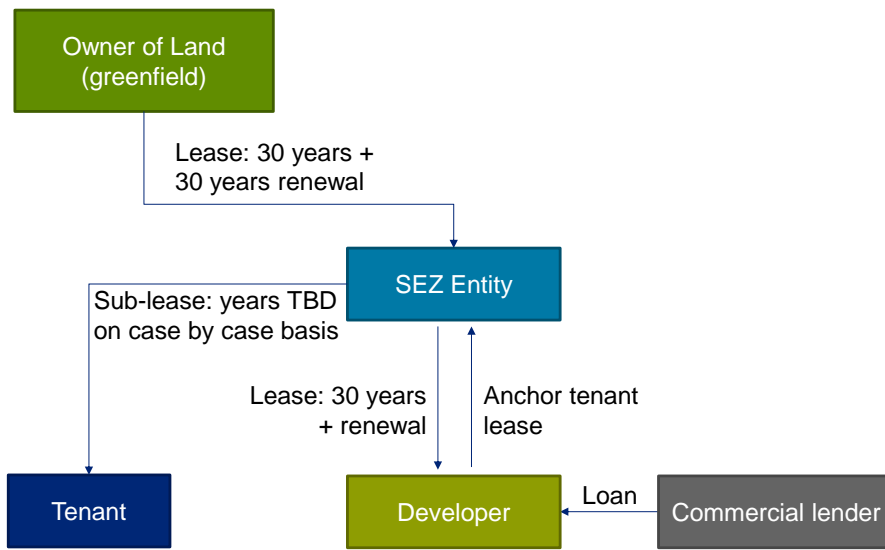 Owner of Land
(greenfield)
Lease: 30 years +
30 years renewal
SEZ Entity
Sub-lease: years TBD
on case by case basis
Lease: 30 years
+ renewal
Anchor tenant
lease
Tenant
Developer
Loan
Commercial lender